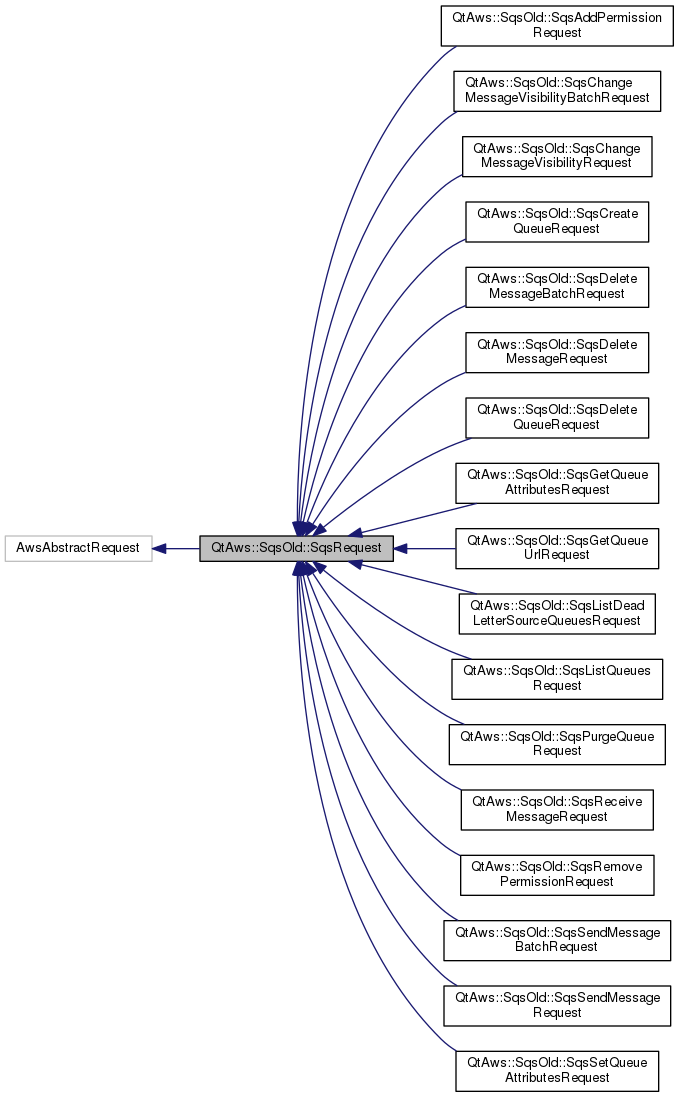 QtAws::SqsOld::SqsAddPermission
Request
QtAws::SqsOld::SqsChange
MessageVisibilityBatchRequest
QtAws::SqsOld::SqsChange
MessageVisibilityRequest
QtAws::SqsOld::SqsCreate
QueueRequest
QtAws::SqsOld::SqsDelete
MessageBatchRequest
QtAws::SqsOld::SqsDelete
MessageRequest
QtAws::SqsOld::SqsDelete
QueueRequest
QtAws::SqsOld::SqsGetQueue
AttributesRequest
AwsAbstractRequest
QtAws::SqsOld::SqsRequest
QtAws::SqsOld::SqsGetQueue
UrlRequest
QtAws::SqsOld::SqsListDead
LetterSourceQueuesRequest
QtAws::SqsOld::SqsListQueues
Request
QtAws::SqsOld::SqsPurgeQueue
Request
QtAws::SqsOld::SqsReceive
MessageRequest
QtAws::SqsOld::SqsRemove
PermissionRequest
QtAws::SqsOld::SqsSendMessage
BatchRequest
QtAws::SqsOld::SqsSendMessage
Request
QtAws::SqsOld::SqsSetQueue
AttributesRequest